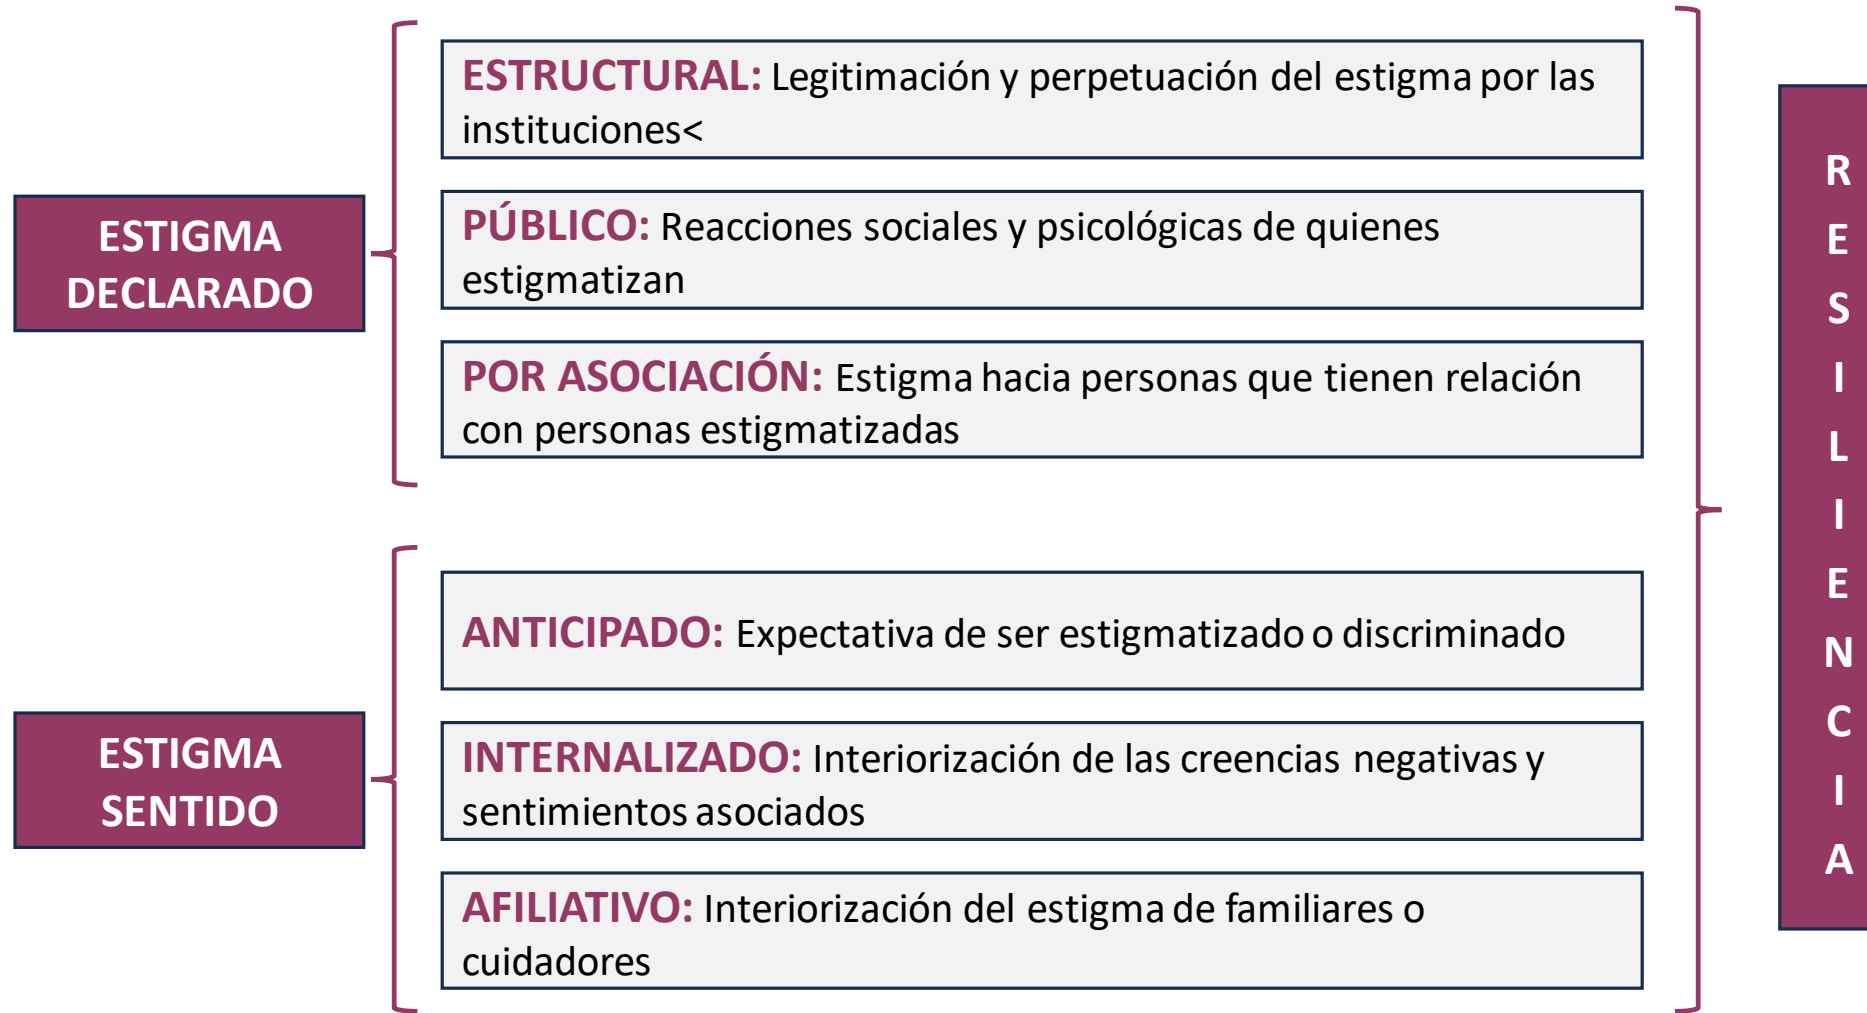 ESTIGMA
DECLARADO
ESTRUCTURAL: Legitimación y perpetuación del estigma por las
instituciones<
PÚBLICO: Reacciones sociales y psicológicas de quienes
estigmatizan
POR ASOCIACIÓN: Estigma hacia personas que tienen relación
con personas estigmatizadas
ESTIGMA
SENTIDO
ANTICIPADO: Expectativa de ser estigmatizado o discriminado
INTERNALIZADO: Interiorización de las creencias negativas y
sentimientos asociados
AFILIATIVO: Interiorización del estigma de familiares o
cuidadores
R
E
S
I
L
I
E
N
C
I
A